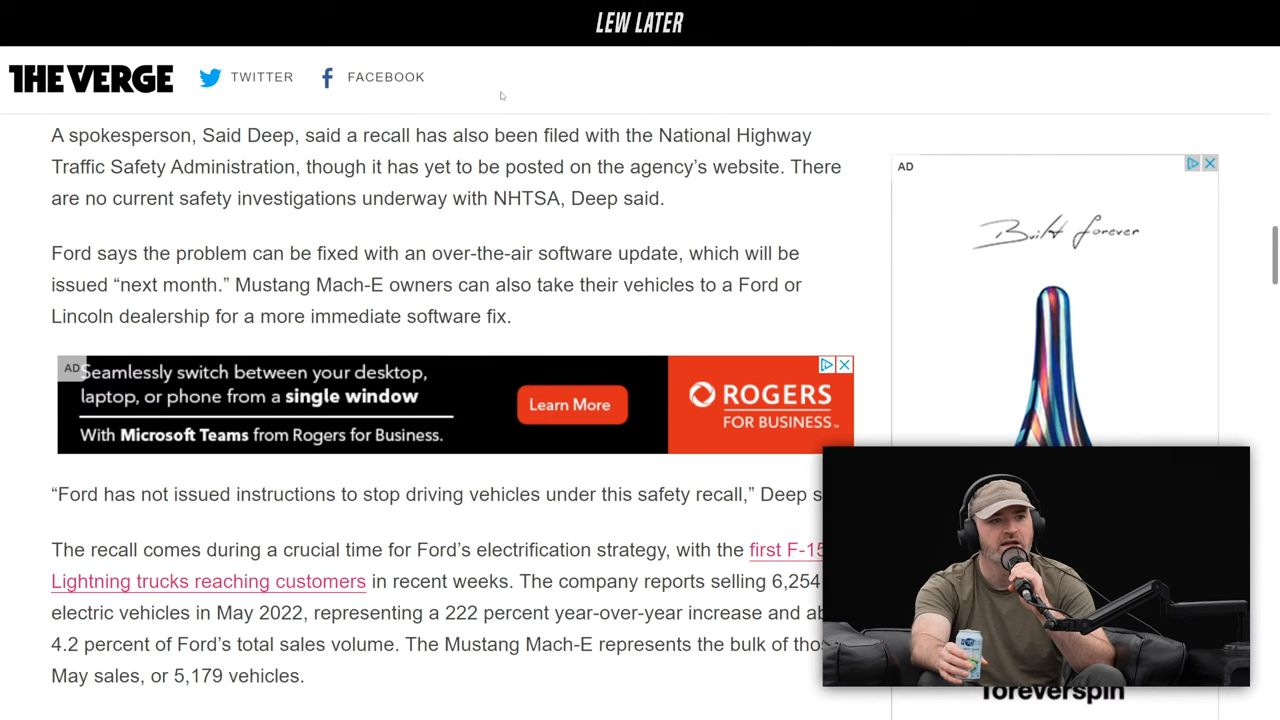 LEW LATER
THE VERGE
TWITTER
FACEBOOK
A spokesperson, Said Deep, said a recall has also been filed with the National Highway
Traffic Safety Administration, though it has yet to be posted on the agency’s website. There
are no current safety investigations underway with NHTSA, Deep said.
Ford says the problem can be fixed with an over-the-air software update, which will be
issued “next month.” Mustang Mach-E owners can also take their vehicles to a Ford or
Lincoln dealership for a more immediate software fix.
AD
Seamlessly switch between your desktop,
laptop, or phone from a single window
With Microsoft Teams from Rogers for Business.
Learn More
ROGERS
FOR BUSINESS
“Ford has not issued instructions to stop driving vehicles under this safety recall,” Deep s
The recall comes during a crucial time for Ford’s electrification strategy, with the first F-15
Lightning trucks reaching customers in recent weeks. The company reports selling 6,254
electric vehicles in May 2022, representing a 222 percent year-over-year increase and ab
4.2 percent of Ford’s total sales volume. The Mustang Mach-E represents the bulk of tho
May sales, or 5,179 vehicles.
AD
Built forever
foreverspin